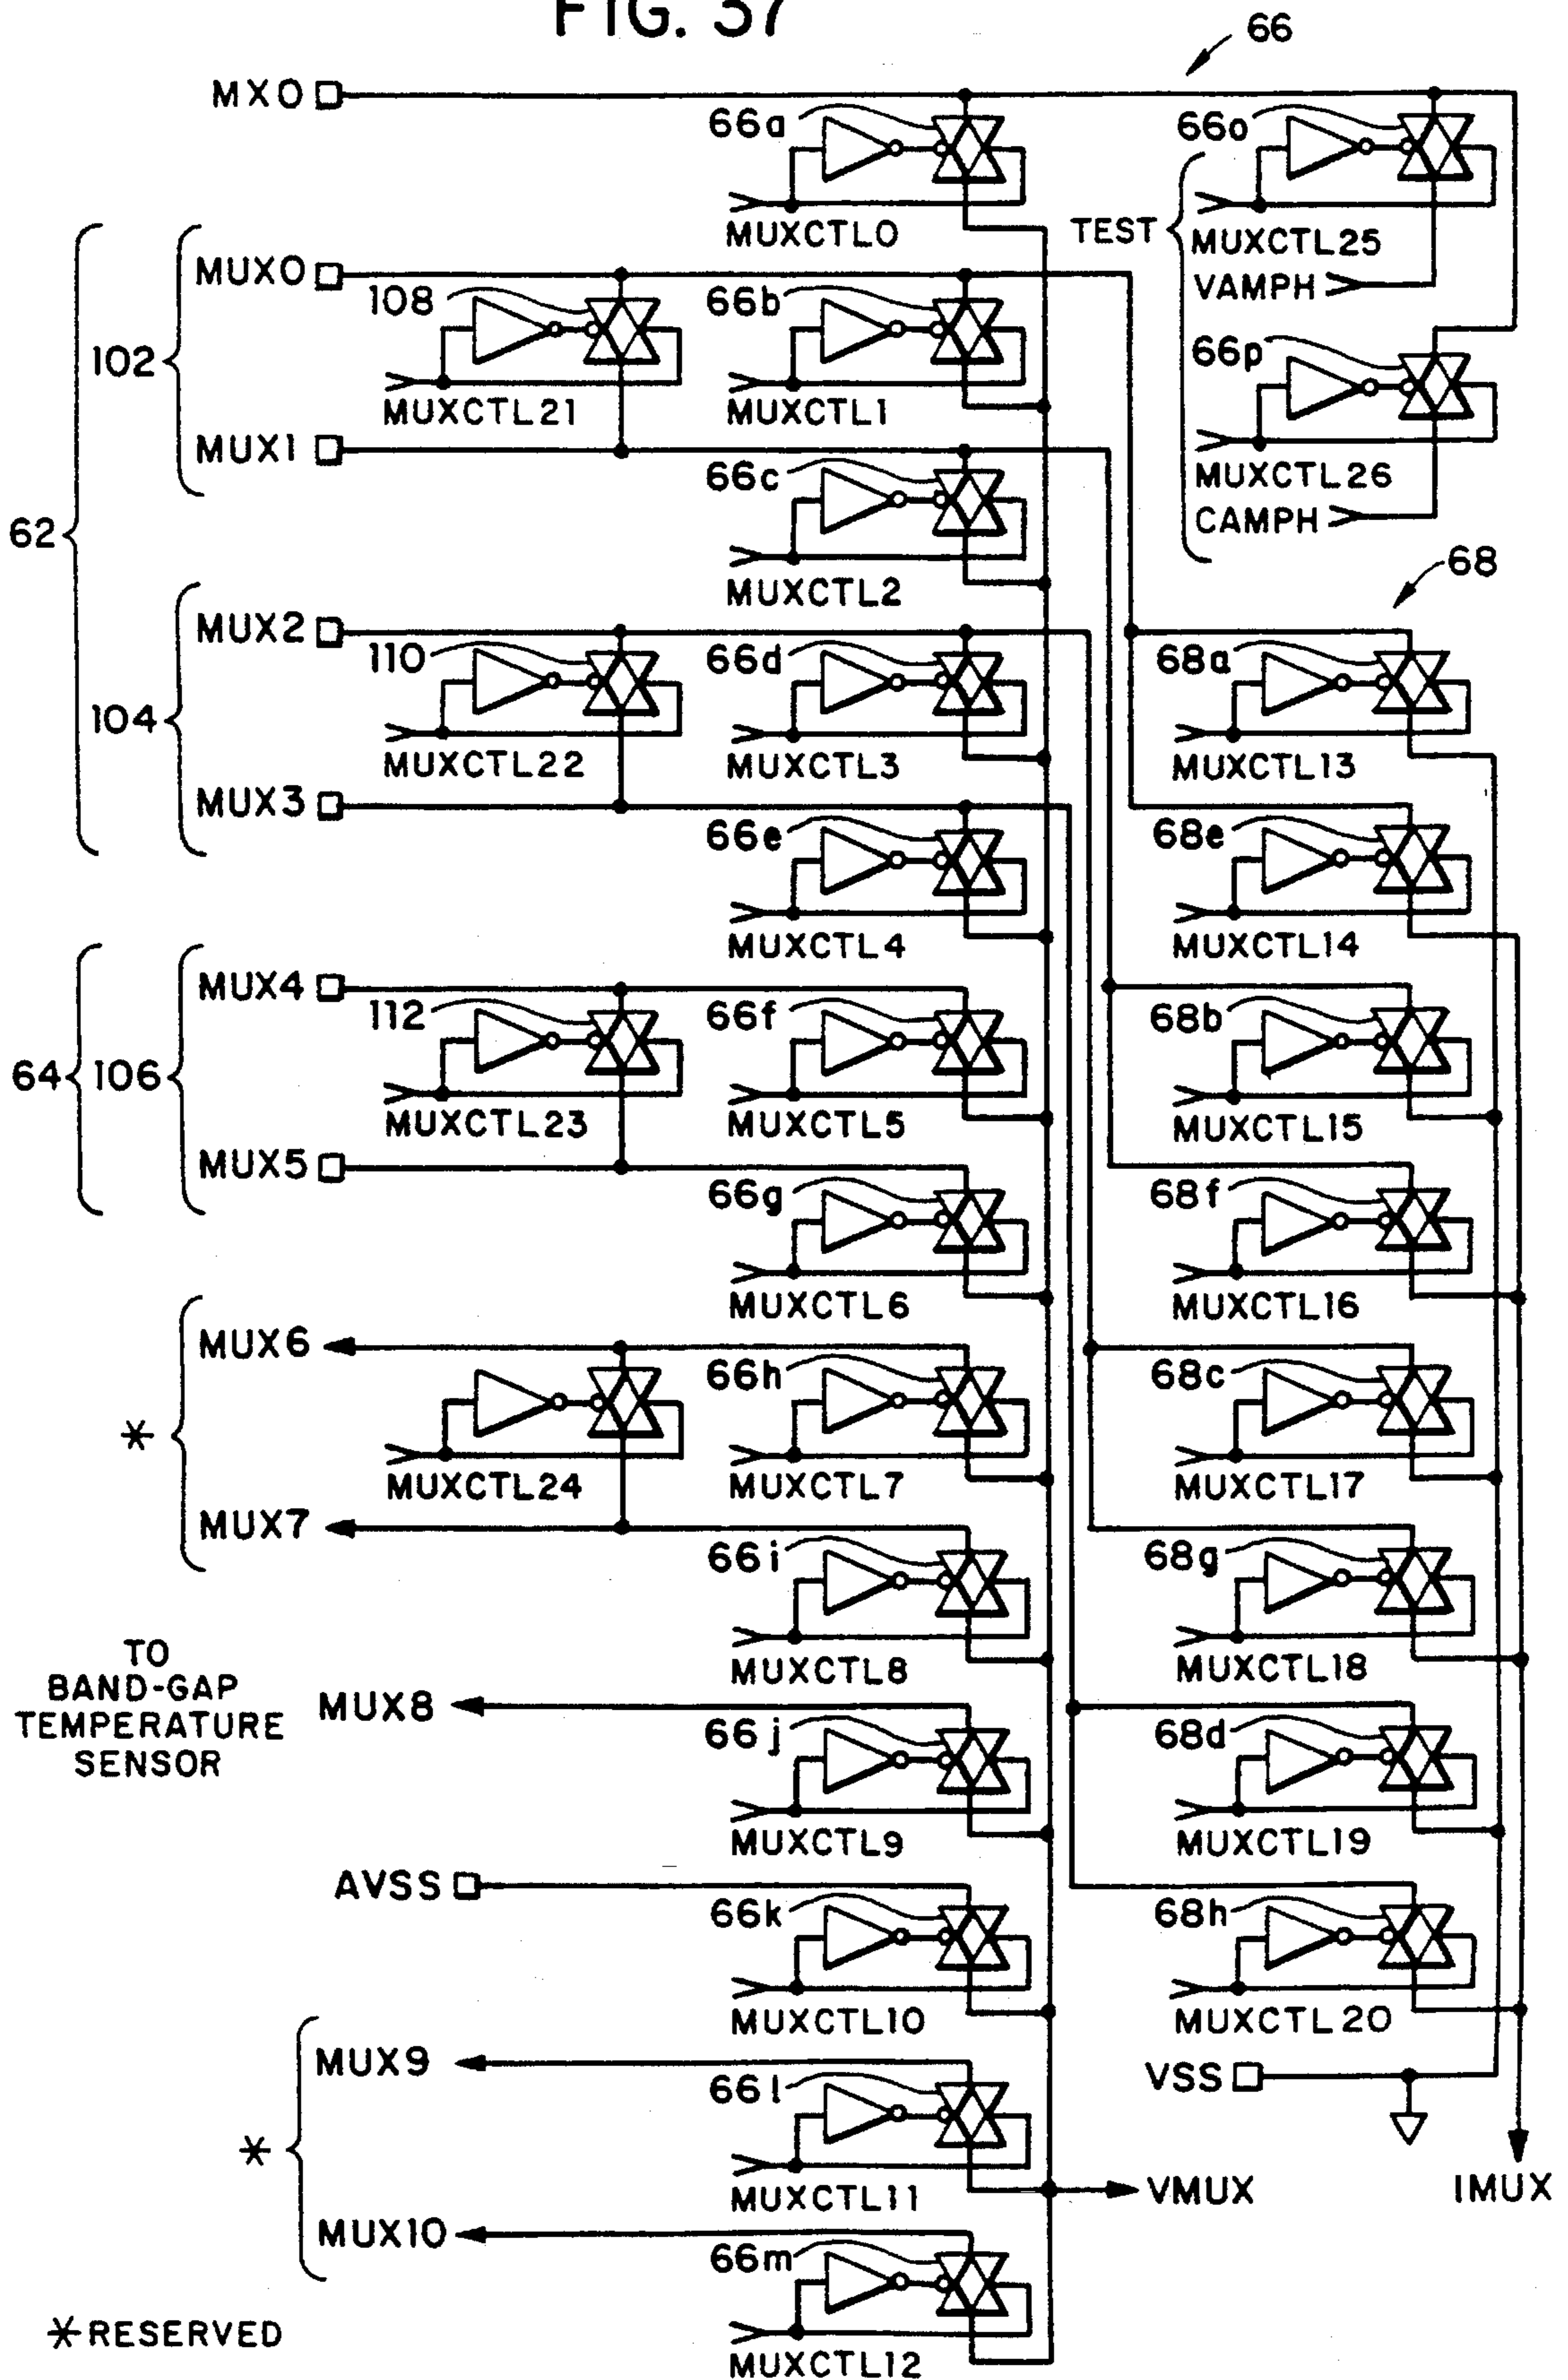 FIG. 37
66
MX0
66a
66o
MUXCTL0
TEST
MUXCTL25
VAMPH
62
102
MUX0
108
66b
66p
MUXCTL21
MUXCTL1
MUXCTL26
CAMPH
MUX1
66c
MUXCTL2
68
104
MUX2
110
66d
68a
MUXCTL22
MUXCTL3
MUXCTL13
MUX3
66e
68e
MUXCTL4
MUXCTL14
64
106
MUX4
112
66f
68b
MUXCTL23
MUXCTL5
MUXCTL15
MUX5
66g
68f
MUXCTL6
MUXCTL16
*
MUX6
66h
68c
MUXCTL24
MUXCTL7
MUXCTL17
MUX7
66i
68g
MUXCTL8
MUXCTL18
TO
BAND-GAP
TEMPERATURE
SENSOR
MUX8
66j
68d
MUXCTL9
MUXCTL19
AVSS
66k
68h
MUXCTL10
MUXCTL20
*
MUX9
66l
VSS
MUXCTL11
VMUX
IMUX
MUX10
66m
MUXCTL12
*RESERVED